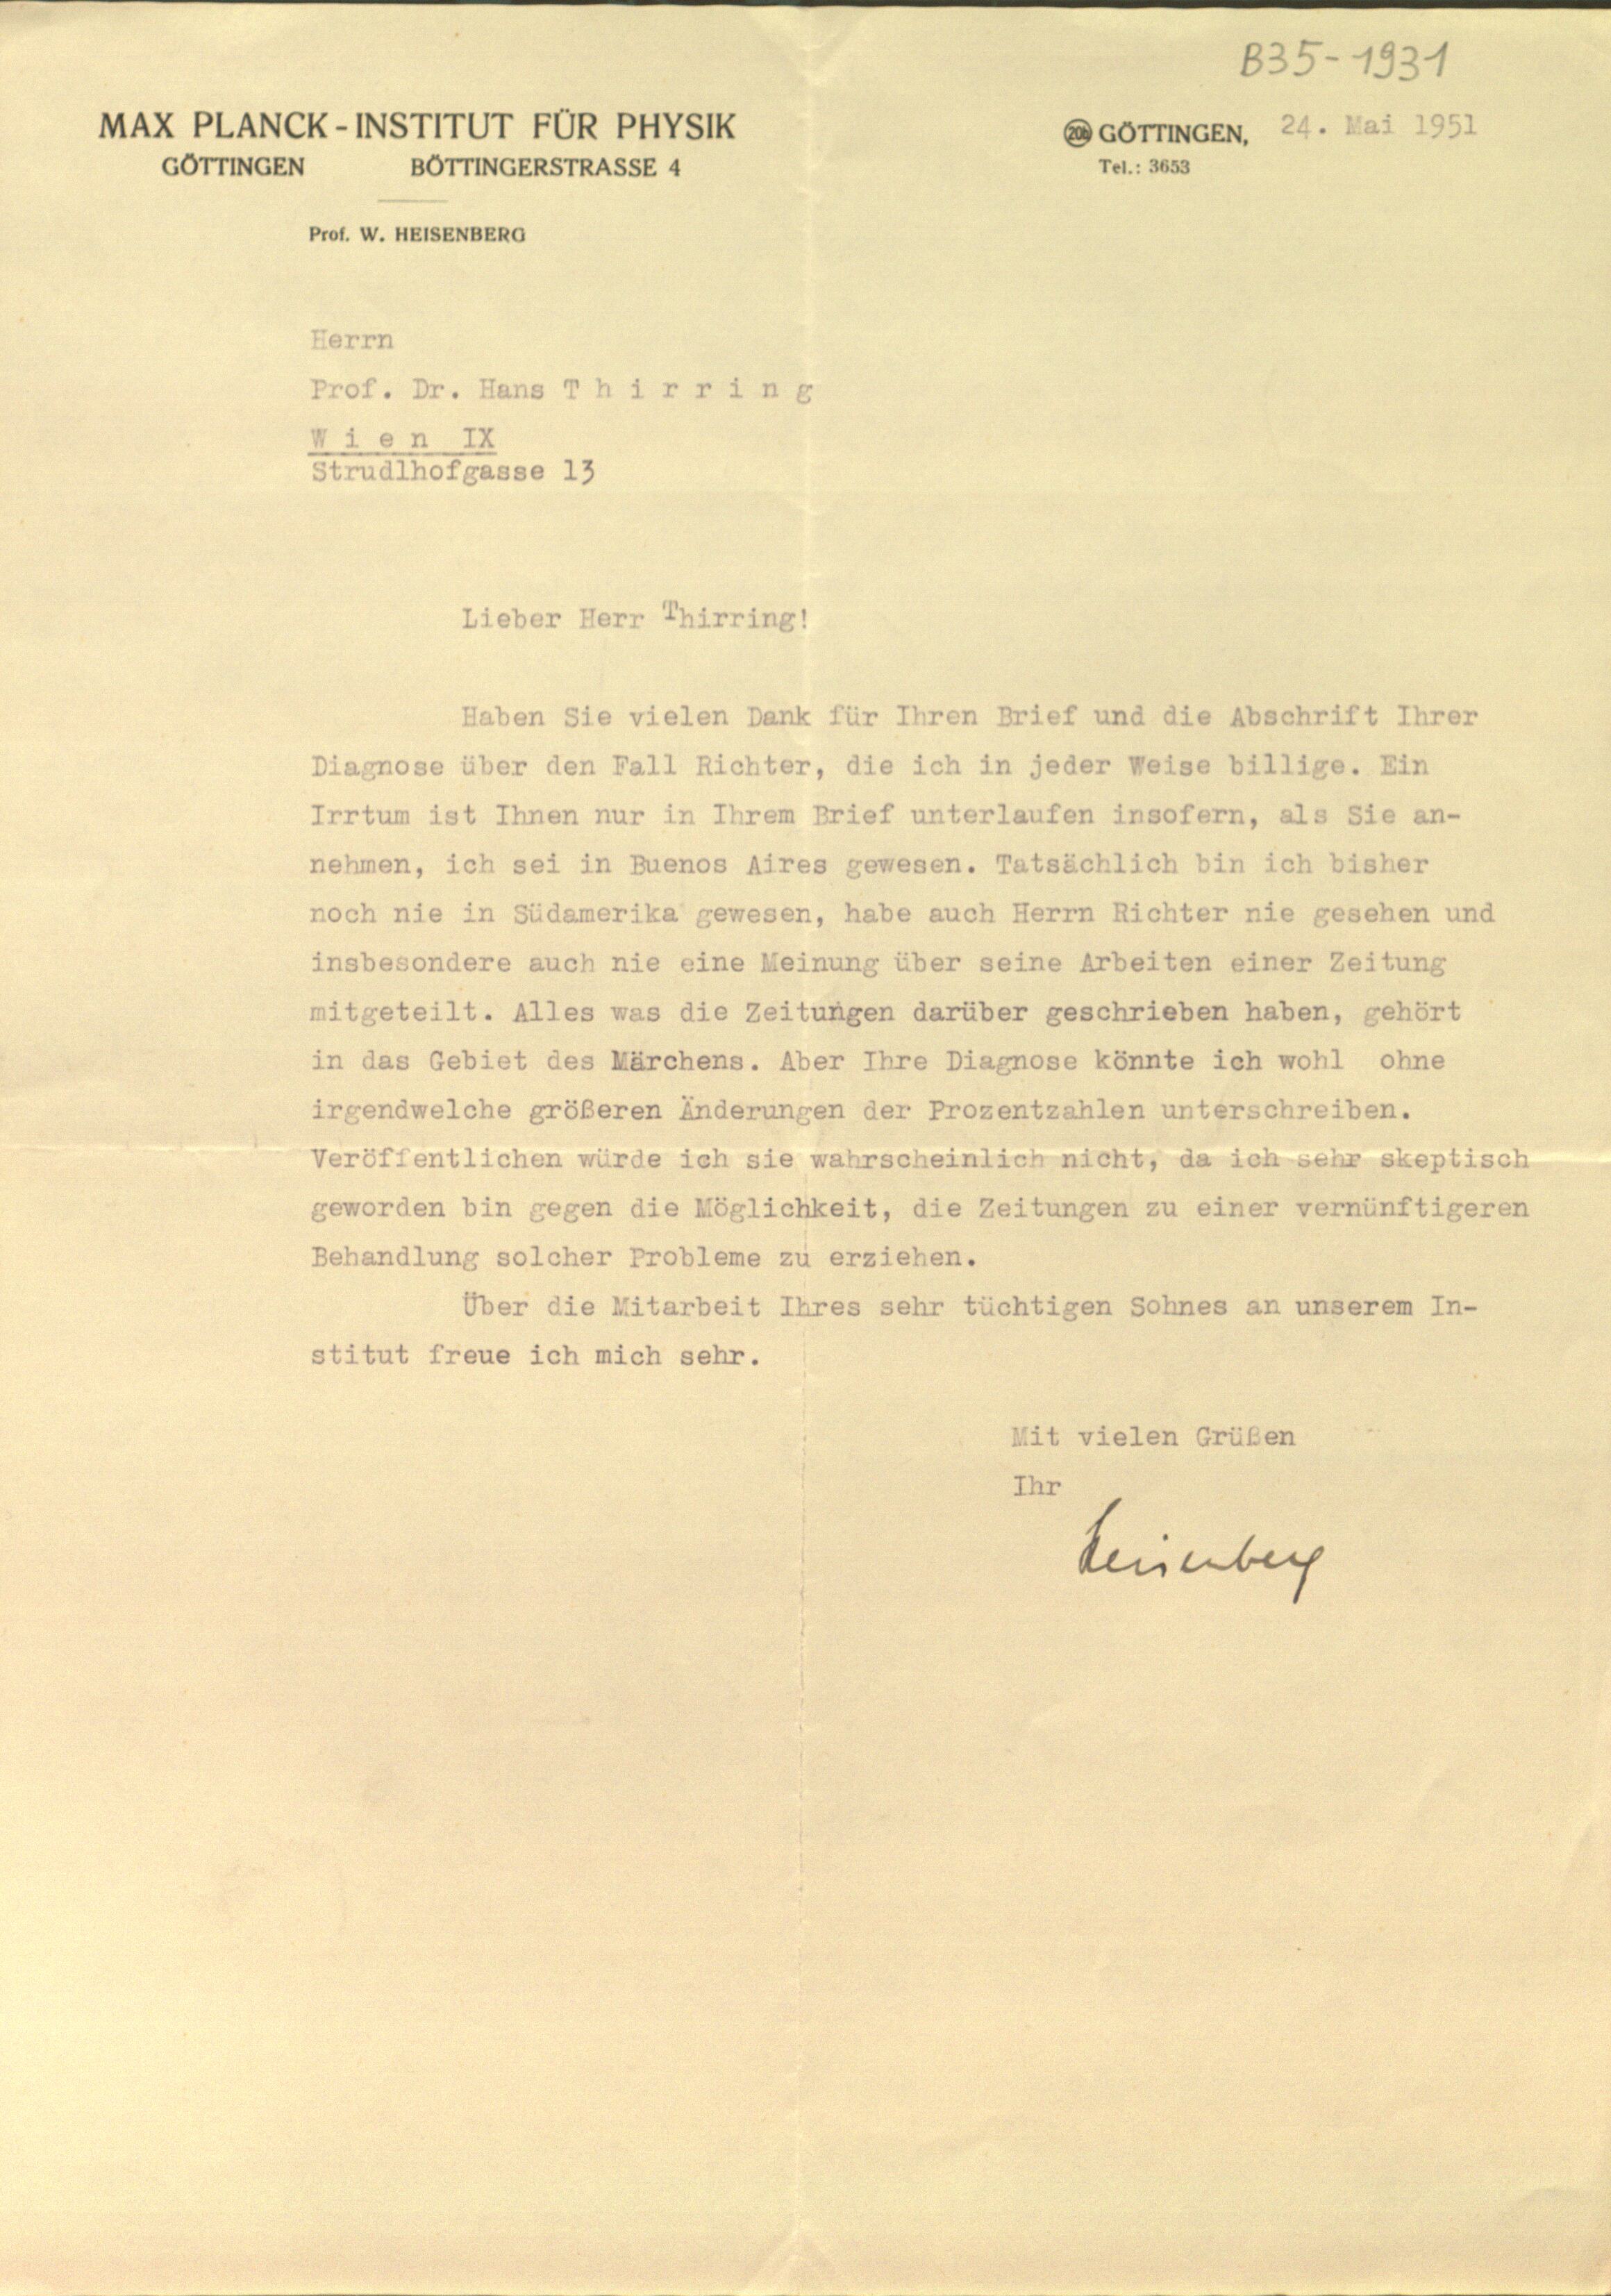 B35-1931
MAX PLANCK-INSTITUT FÜR PHYSIK
GÖTTINGEN BÖTTINGERSTRASSE 4
20b GÖTTINGEN, 24. Mai 1951
Tel.: 3653
Prof. W. HEISENBERG
Herrn
Prof. Dr. Hans T h i r r i n g
W i e n IX
Strudlhofgasse 13
Lieber Herr Thirring!
Haben Sie vielen Dank für Ihren Brief und die Abschrift Ihrer
Diagnose über den Fall Richter, die ich in jeder Weise billige. Ein
Irrtum ist Ihnen nur in Ihrem Brief unterlaufen insofern, als Sie an-
nehmen, ich sei in Buenos Aires gewesen. Tatsächlich bin ich bisher
noch nie in Südamerika gewesen, habe auch Herrn Richter nie gesehen und
insbesondere auch nie eine Meinung über seine Arbeiten einer Zeitung
mitgeteilt. Alles was die Zeitungen darüber geschrieben haben, gehört
in das Gebiet des Märchens. Aber Ihre Diagnose könnte ich wohl ohne
irgendwelche größeren Änderungen der Prozentzahlen unterschreiben.
Veröffentlichen würde ich sie wahrscheinlich nicht, da ich sehr skeptisch
geworden bin gegen die Möglichkeit, die Zeitungen zu einer vernünftigeren
Behandlung solcher Probleme zu erziehen.
Über die Mitarbeit Ihres sehr tüchtigen Sohnes an unserem In-
stitut freue ich mich sehr.
Mit vielen Grüßen
Ihr
Heisenberg